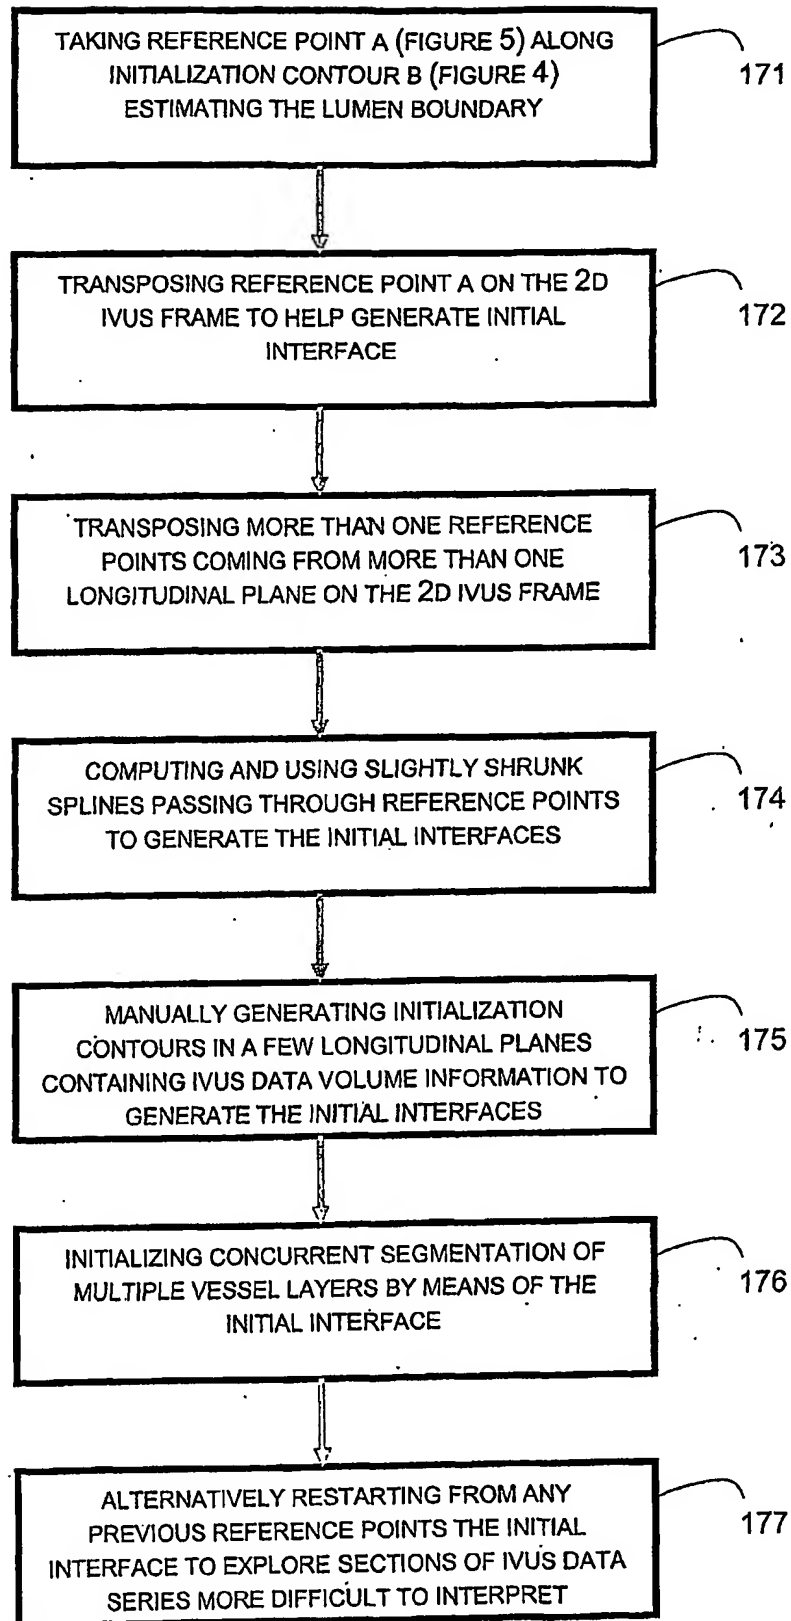 TAKING REFERENCE POINT A (FIGURE 5) ALONG
INITIALIZATION CONTOUR B (FIGURE 4)
ESTIMATING THE LUMEN BOUNDARY
171
TRANSPOSING REFERENCE POINT A ON THE 2D
IVUS FRAME TO HELP GENERATE INITIAL
INTERFACE
172
TRANSPOSING MORE THAN ONE REFERENCE
POINTS COMING FROM MORE THAN ONE
LONGITUDINAL PLANE ON THE 2D IVUS FRAME
173
COMPUTING AND USING SLIGHTLY SHRUNK
SPLINES PASSING THROUGH REFERENCE POINTS
TO GENERATE THE INITIAL INTERFACES
174
MANUALLY GENERATING INITIALIZATION
CONTOURS IN A FEW LONGITUDINAL PLANES
CONTAINING IVUS DATA VOLUME INFORMATION TO
GENERATE THE INITIAL INTERFACES
175
INITIALIZING CONCURRENT SEGMENTATION OF
MULTIPLE VESSEL LAYERS BY MEANS OF THE
INITIAL INTERFACE
176
ALTERNATIVELY RESTARTING FROM ANY
PREVIOUS REFERENCE POINTS THE INITIAL
INTERFACE TO EXPLORE SECTIONS OF IVUS DATA
SERIES MORE DIFFICULT TO INTERPRET
177